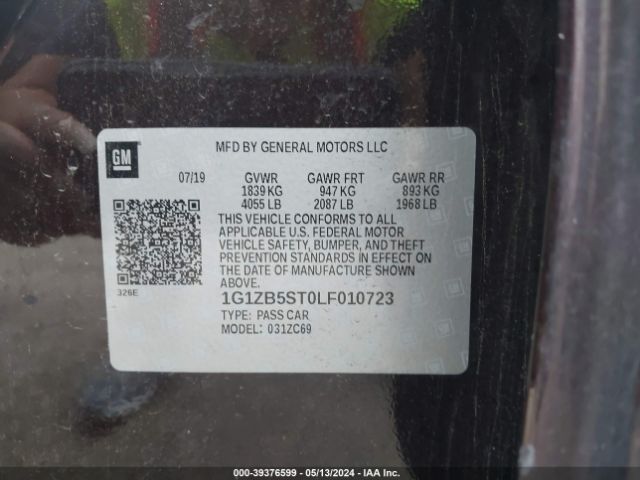 GM
MFD BY GENERAL MOTORS LLC
07/19 GVWR GAWR FRT GAWR RR
1839 KG 947 KG 893 KG
4055 LB 2087 LB 1968 LB
THIS VEHICLE CONFORMS TO ALL
APPLICABLE U.S. FEDERAL MOTOR
VEHICLE SAFETY, BUMPER, AND THEFT
PREVENTION STANDARDS IN EFFECT ON
THE DATE OF MANUFACTURE SHOWN
ABOVE.
326E
1G1ZB5ST0LF010723
TYPE: PASS CAR
MODEL: 031ZC69
000-39376599 — 05/13/2024 — IAA Inc.